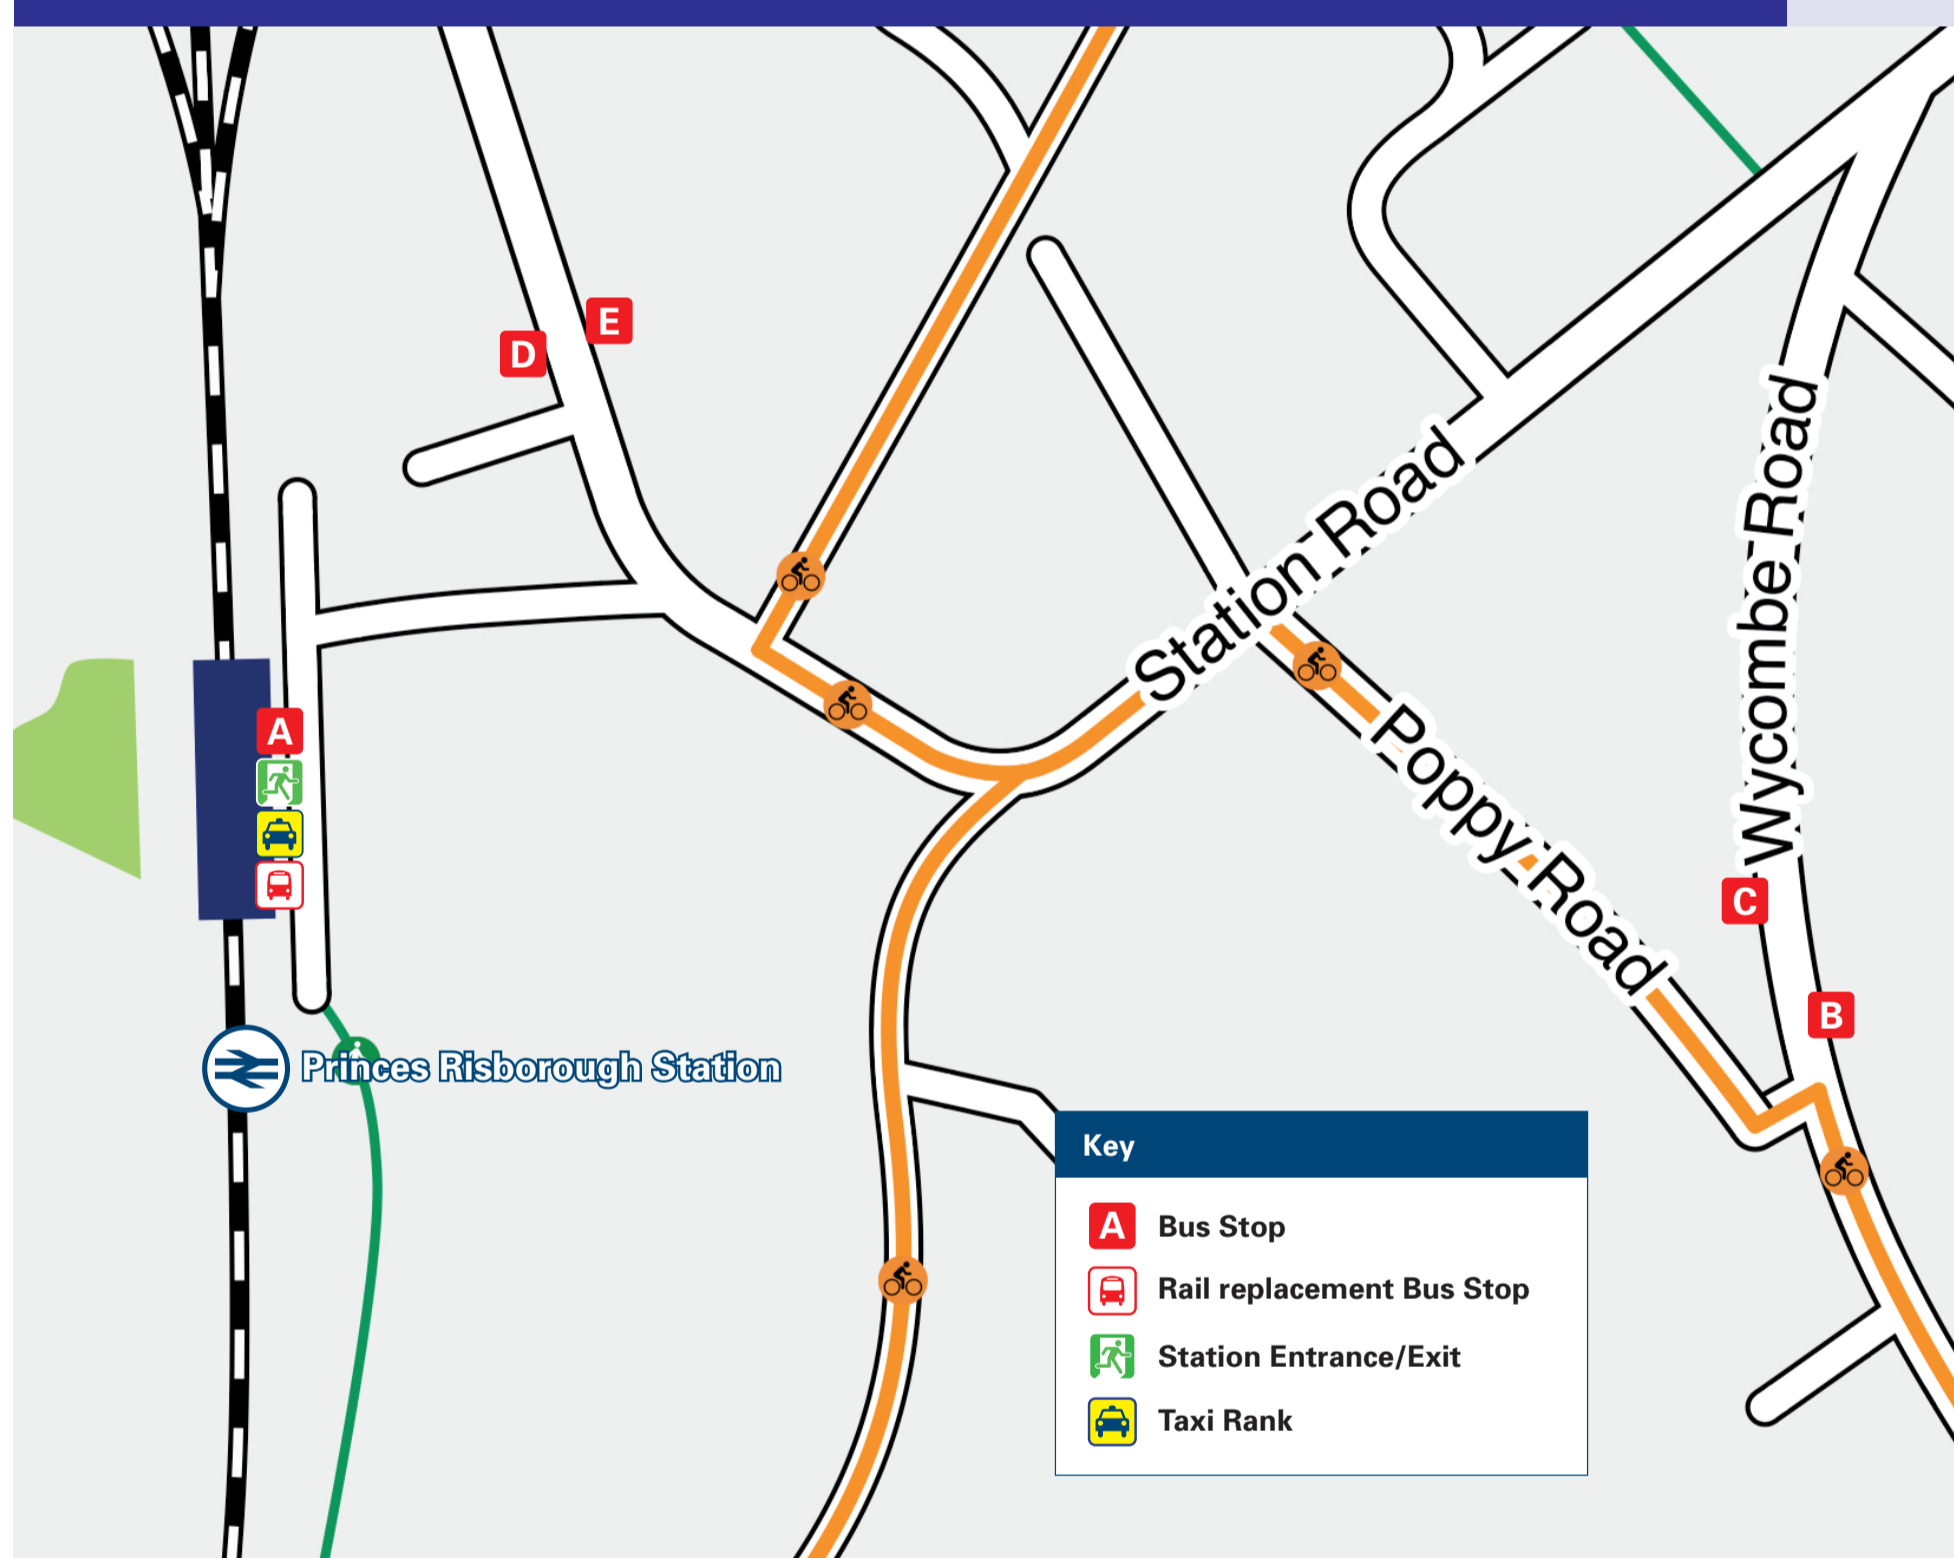 E
D
Station Road
Wycombe Road
A
Poppy Road
C
B
Princes Risborough Station
Key
A Bus Stop
Rail replacement Bus Stop
Station Entrance/Exit
Taxi Rank